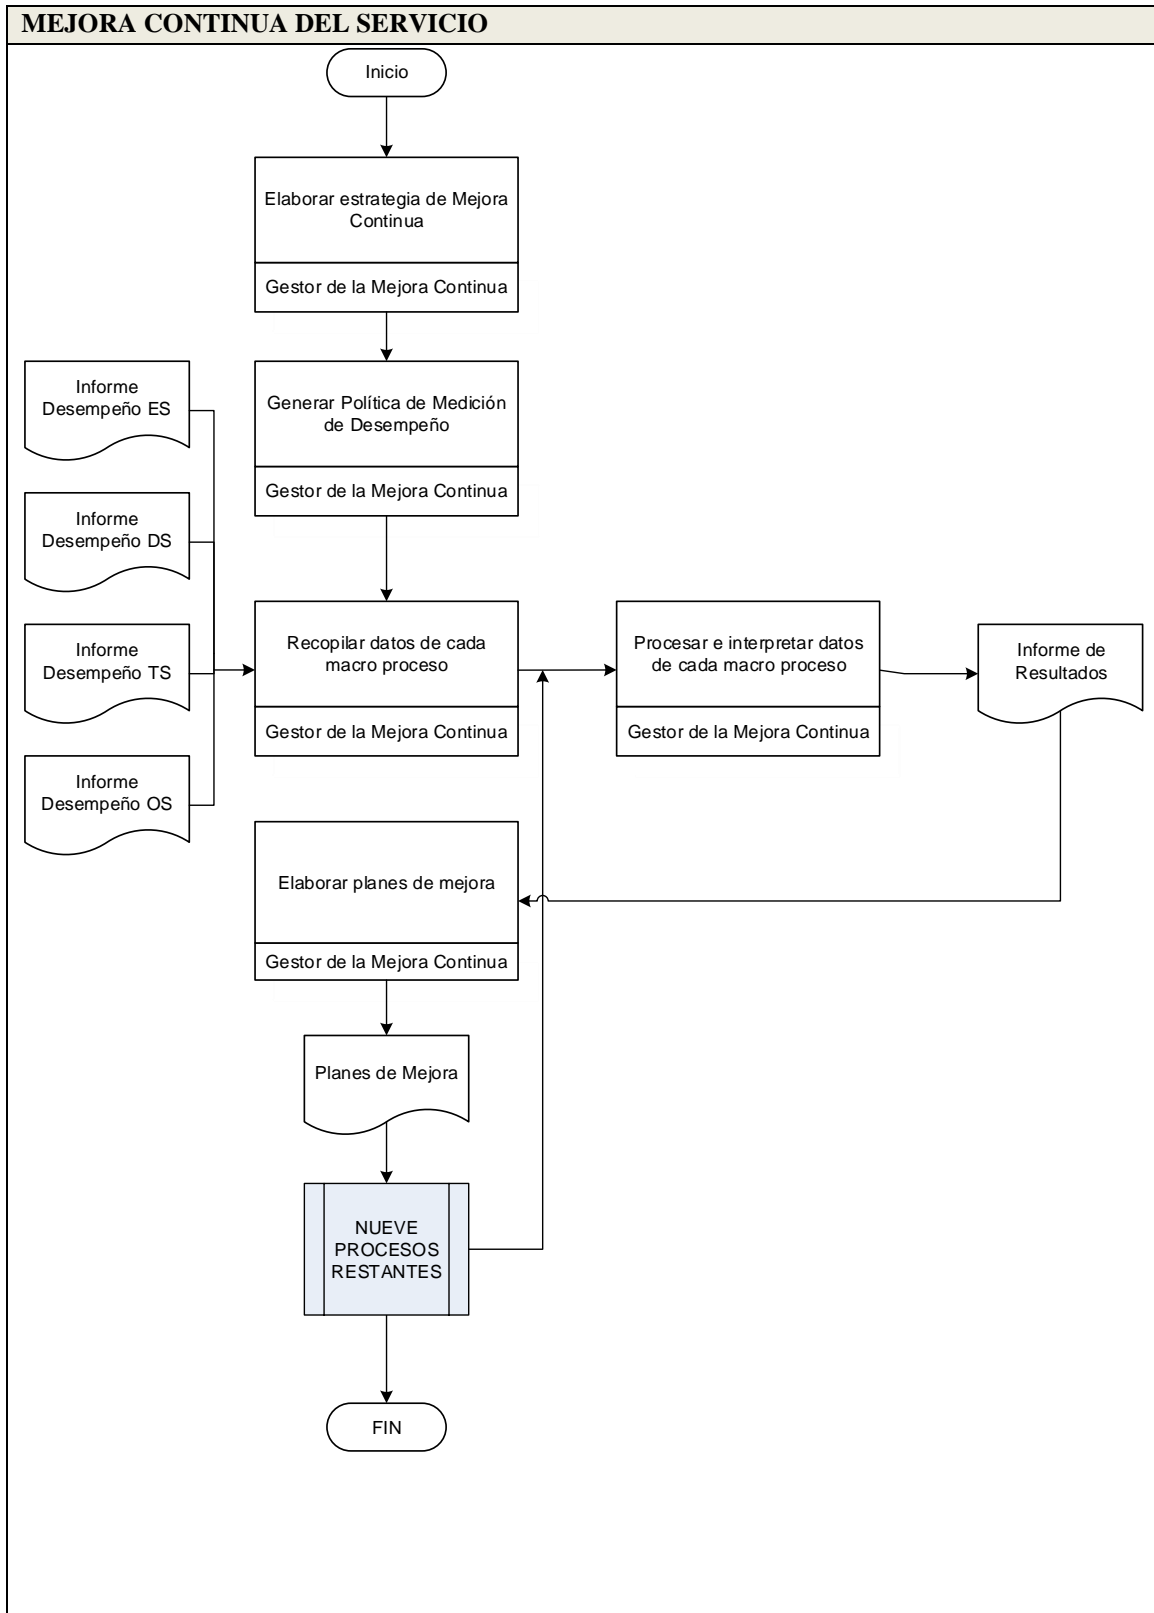 MEJORA CONTINUA DEL SERVICIO
Inicio
Elaborar estrategia de Mejora
Continua
Gestor de la Mejora Continua
Informe
Desempeño ES
Generar Política de Medición
de Desempeño
Gestor de la Mejora Continua
Informe
Desempeño DS
Informe
Desempeño TS
Recopilar datos de cada
macro proceso
Gestor de la Mejora Continua
Procesar e interpretar datos
de cada macro proceso
Gestor de la Mejora Continua
Informe de
Resultados
Informe
Desempeño OS
Elaborar planes de mejora
Gestor de la Mejora Continua
Planes de Mejora
NUEVE
PROCESOS
RESTANTES
FIN